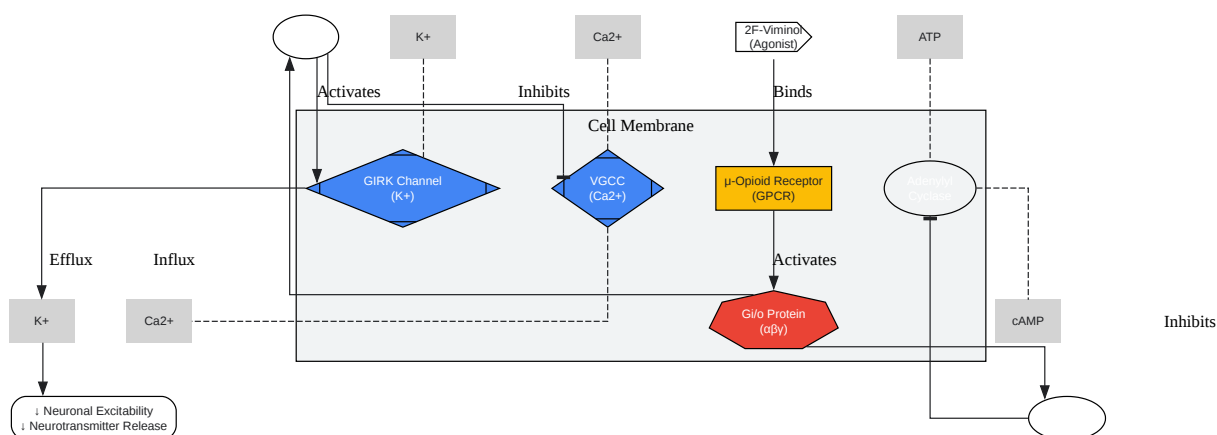 K+
Ca2+
2F-Viminol
(Agonist)
ATP
Activates
Inhibits
Binds
Cell Membrane
GIRK Channel
(K+)
VGCC
(Ca2+)
μ-Opioid Receptor
(GPCR)
Adenylyl
Cyclase
Efflux
Influx
Activates
K+
Ca2+
Gi/o Protein
(αβγ)
cAMP
Inhibits
↓ Neuronal Excitability
↓ Neurotransmitter Release